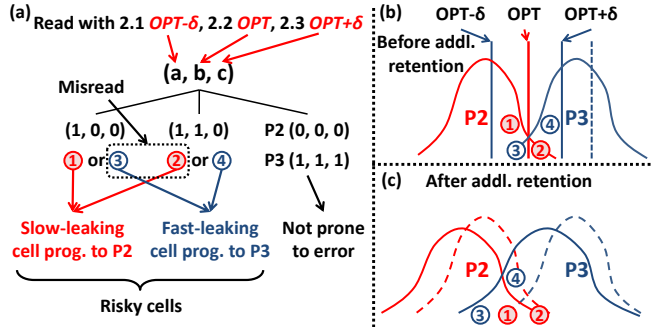 (a)
Read with 2.1 OPT-δ, 2.2 OPT, 2.3 OPT+δ
(a, b, c)
Misread
(1, 0, 0) (1, 1, 0) P2 (0, 0, 0)
1 or 3 2 or 4 P3 (1, 1, 1)
Slow-leaking
cell prog. to P2
Fast-leaking
cell prog. to P3
Not prone
to error
Risky cells
(b)
OPT-δ OPT OPT+δ
Before addl.
retention
P2 1 4 P3
3 2
(c) After addl. retention
P2 4 P3
3 1 2